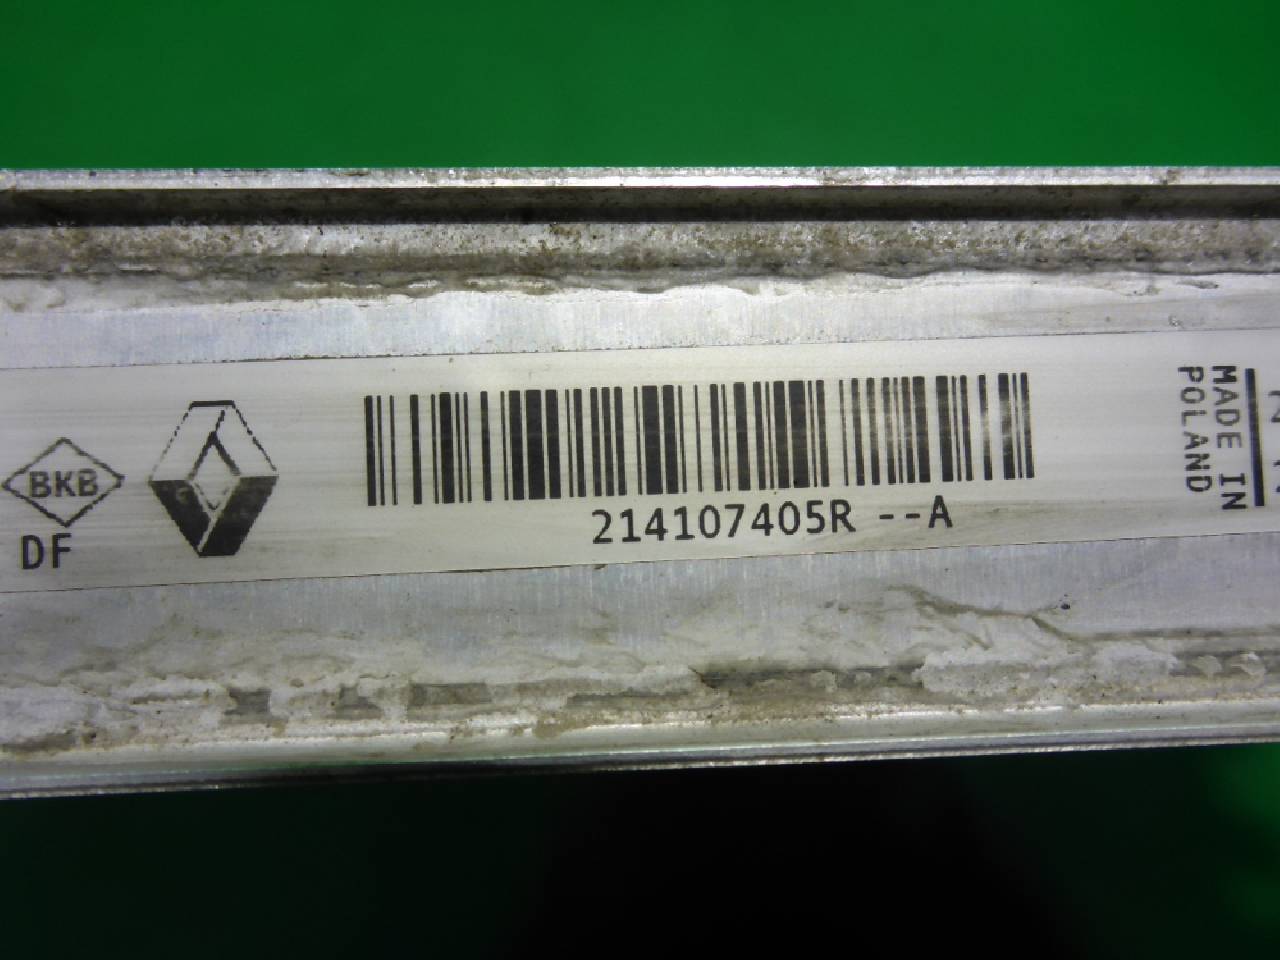 BKB
DF
214107405R --A
MADE IN
POLAND